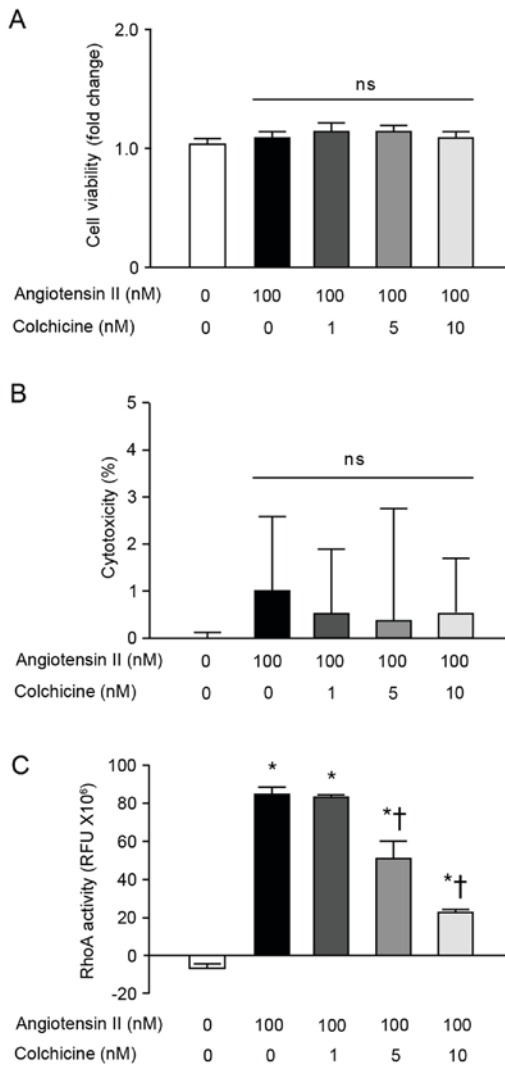 A
Cell viability (fold change)
2.0
1.0
0
ns
Angiotensin II (nM) 0 100 100 100 100
Colchicine (nM) 0 0 1 5 10
B
Cytotoxicity (%)
5
4
3
2
1
0
ns
Angiotensin II (nM) 0 100 100 100 100
Colchicine (nM) 0 0 1 5 10
C
RhoA activity (RFU X10⁶)
100
80
60
40
20
0
-20
* * *† *†
Angiotensin II (nM) 0 100 100 100 100
Colchicine (nM) 0 0 1 5 10